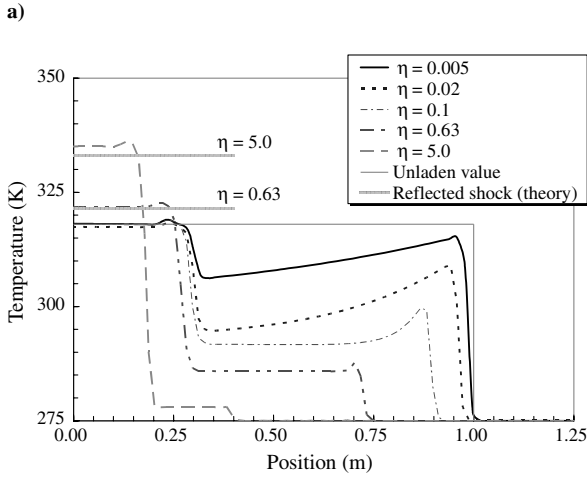 a)
350
325
300
275
Temperature (K)
η = 0.005
η = 0.02
η = 0.1
η = 0.63
η = 5.0
Unladen value
Reflected shock (theory)
η = 5.0
η = 0.63
0.00
0.25
0.50
0.75
1.00
1.25
Position (m)